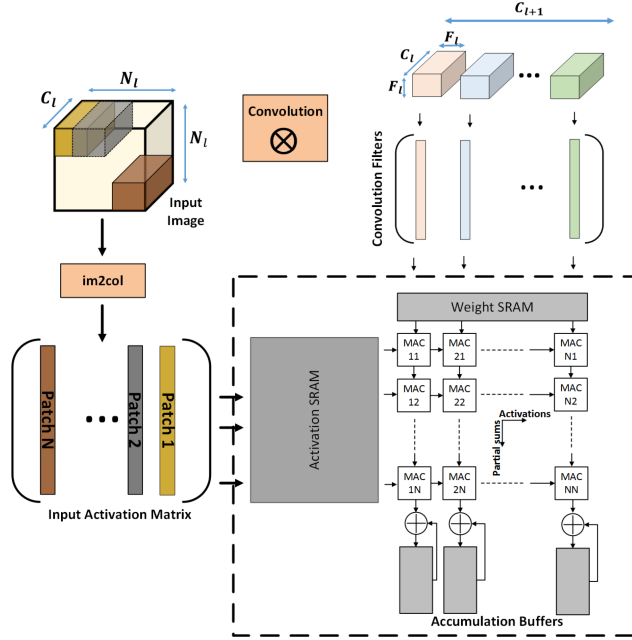 C_{l+1}
C_l
F_l
F_l
N_l
C_l
N_l
Convolution
⊗
Input
Image
Convolution Filters
•••
•••
im2col
Weight SRAM
Activation SRAM
MAC
11
MAC
21
MAC
N1
MAC
12
MAC
22
MAC
N2
Activations
Partial sums
MAC
1N
MAC
2N
MAC
NN
Patch N
•••
Patch 2
Patch 1
Input Activation Matrix
Accumulation Buffers